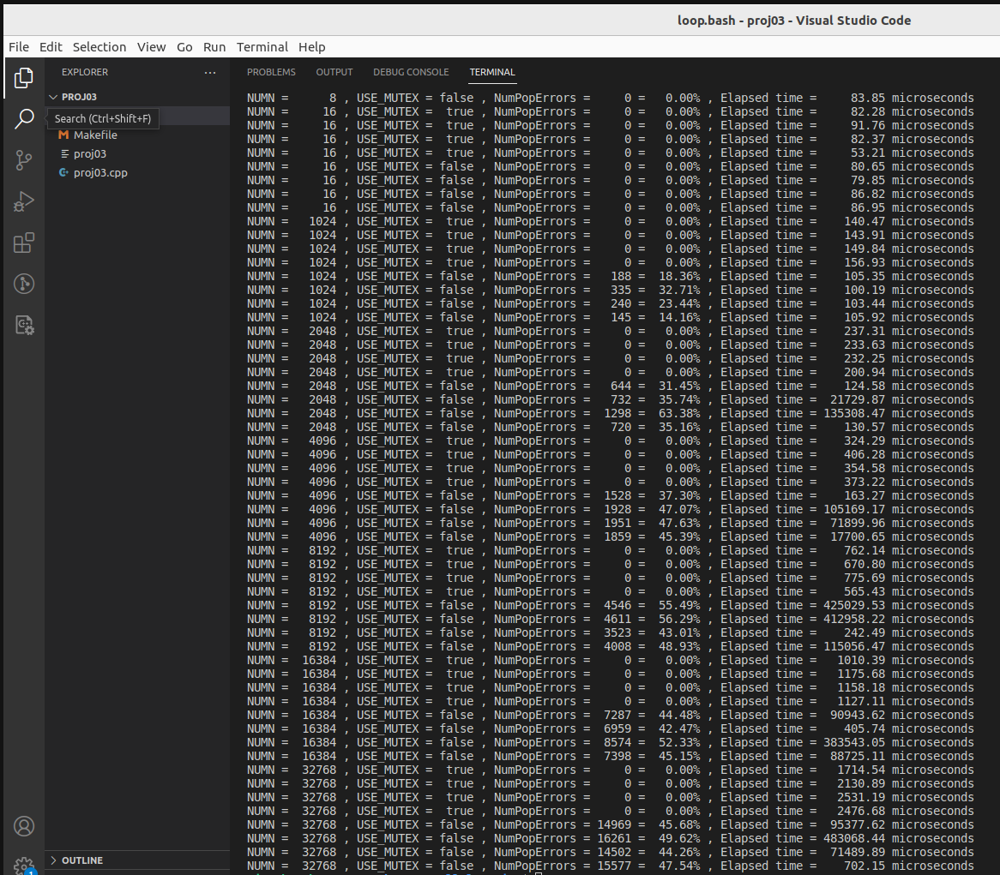 loop.bash - proj03 - Visual Studio Code
File Edit Selection View Go Run Terminal Help
EXPLORER ...
PROJ03
Search (Ctrl+Shift+F)
M Makefile
proj03
proj03.cpp
OUTLINE
1
PROBLEMS OUTPUT DEBUG CONSOLE TERMINAL
NUMN = 8 , USE_MUTEX = false , NumPopErrors = 0 = 0.00% , Elapsed time = 83.85 microseconds
NUMN = 16 , USE_MUTEX = true , NumPopErrors = 0 = 0.00% , Elapsed time = 82.28 microseconds
NUMN = 16 , USE_MUTEX = true , NumPopErrors = 0 = 0.00% , Elapsed time = 91.76 microseconds
NUMN = 16 , USE_MUTEX = true , NumPopErrors = 0 = 0.00% , Elapsed time = 82.37 microseconds
NUMN = 16 , USE_MUTEX = true , NumPopErrors = 0 = 0.00% , Elapsed time = 53.21 microseconds
NUMN = 16 , USE_MUTEX = false , NumPopErrors = 0 = 0.00% , Elapsed time = 80.65 microseconds
NUMN = 16 , USE_MUTEX = false , NumPopErrors = 0 = 0.00% , Elapsed time = 79.85 microseconds
NUMN = 16 , USE_MUTEX = false , NumPopErrors = 0 = 0.00% , Elapsed time = 86.82 microseconds
NUMN = 16 , USE_MUTEX = false , NumPopErrors = 0 = 0.00% , Elapsed time = 86.95 microseconds
NUMN = 1024 , USE_MUTEX = true , NumPopErrors = 0 = 0.00% , Elapsed time = 140.47 microseconds
NUMN = 1024 , USE_MUTEX = true , NumPopErrors = 0 = 0.00% , Elapsed time = 143.91 microseconds
NUMN = 1024 , USE_MUTEX = true , NumPopErrors = 0 = 0.00% , Elapsed time = 149.84 microseconds
NUMN = 1024 , USE_MUTEX = true , NumPopErrors = 0 = 0.00% , Elapsed time = 156.93 microseconds
NUMN = 1024 , USE_MUTEX = false , NumPopErrors = 188 = 18.36% , Elapsed time = 105.35 microseconds
NUMN = 1024 , USE_MUTEX = false , NumPopErrors = 335 = 32.71% , Elapsed time = 100.19 microseconds
NUMN = 1024 , USE_MUTEX = false , NumPopErrors = 240 = 23.44% , Elapsed time = 103.44 microseconds
NUMN = 1024 , USE_MUTEX = false , NumPopErrors = 145 = 14.16% , Elapsed time = 105.92 microseconds
NUMN = 2048 , USE_MUTEX = true , NumPopErrors = 0 = 0.00% , Elapsed time = 237.31 microseconds
NUMN = 2048 , USE_MUTEX = true , NumPopErrors = 0 = 0.00% , Elapsed time = 233.63 microseconds
NUMN = 2048 , USE_MUTEX = true , NumPopErrors = 0 = 0.00% , Elapsed time = 232.25 microseconds
NUMN = 2048 , USE_MUTEX = true , NumPopErrors = 0 = 0.00% , Elapsed time = 200.94 microseconds
NUMN = 2048 , USE_MUTEX = false , NumPopErrors = 644 = 31.45% , Elapsed time = 124.58 microseconds
NUMN = 2048 , USE_MUTEX = false , NumPopErrors = 732 = 35.74% , Elapsed time = 21729.87 microseconds
NUMN = 2048 , USE_MUTEX = false , NumPopErrors = 1298 = 63.38% , Elapsed time = 135308.47 microseconds
NUMN = 2048 , USE_MUTEX = false , NumPopErrors = 720 = 35.16% , Elapsed time = 130.57 microseconds
NUMN = 4096 , USE_MUTEX = true , NumPopErrors = 0 = 0.00% , Elapsed time = 324.29 microseconds
NUMN = 4096 , USE_MUTEX = true , NumPopErrors = 0 = 0.00% , Elapsed time = 406.28 microseconds
NUMN = 4096 , USE_MUTEX = true , NumPopErrors = 0 = 0.00% , Elapsed time = 354.58 microseconds
NUMN = 4096 , USE_MUTEX = true , NumPopErrors = 0 = 0.00% , Elapsed time = 373.22 microseconds
NUMN = 4096 , USE_MUTEX = false , NumPopErrors = 1528 = 37.30% , Elapsed time = 163.27 microseconds
NUMN = 4096 , USE_MUTEX = false , NumPopErrors = 1928 = 47.07% , Elapsed time = 105169.17 microseconds
NUMN = 4096 , USE_MUTEX = false , NumPopErrors = 1951 = 47.63% , Elapsed time = 71899.96 microseconds
NUMN = 4096 , USE_MUTEX = false , NumPopErrors = 1859 = 45.39% , Elapsed time = 17700.65 microseconds
NUMN = 8192 , USE_MUTEX = true , NumPopErrors = 0 = 0.00% , Elapsed time = 762.14 microseconds
NUMN = 8192 , USE_MUTEX = true , NumPopErrors = 0 = 0.00% , Elapsed time = 670.80 microseconds
NUMN = 8192 , USE_MUTEX = true , NumPopErrors = 0 = 0.00% , Elapsed time = 775.69 microseconds
NUMN = 8192 , USE_MUTEX = true , NumPopErrors = 0 = 0.00% , Elapsed time = 565.43 microseconds
NUMN = 8192 , USE_MUTEX = false , NumPopErrors = 4546 = 55.49% , Elapsed time = 425029.53 microseconds
NUMN = 8192 , USE_MUTEX = false , NumPopErrors = 4611 = 56.29% , Elapsed time = 412958.22 microseconds
NUMN = 8192 , USE_MUTEX = false , NumPopErrors = 3523 = 43.01% , Elapsed time = 242.49 microseconds
NUMN = 8192 , USE_MUTEX = false , NumPopErrors = 4008 = 48.93% , Elapsed time = 115056.47 microseconds
NUMN = 16384 , USE_MUTEX = true , NumPopErrors = 0 = 0.00% , Elapsed time = 1010.39 microseconds
NUMN = 16384 , USE_MUTEX = true , NumPopErrors = 0 = 0.00% , Elapsed time = 1175.68 microseconds
NUMN = 16384 , USE_MUTEX = true , NumPopErrors = 0 = 0.00% , Elapsed time = 1158.18 microseconds
NUMN = 16384 , USE_MUTEX = true , NumPopErrors = 0 = 0.00% , Elapsed time = 1127.11 microseconds
NUMN = 16384 , USE_MUTEX = false , NumPopErrors = 7287 = 44.48% , Elapsed time = 90943.62 microseconds
NUMN = 16384 , USE_MUTEX = false , NumPopErrors = 6959 = 42.47% , Elapsed time = 405.74 microseconds
NUMN = 16384 , USE_MUTEX = false , NumPopErrors = 8574 = 52.33% , Elapsed time = 383543.05 microseconds
NUMN = 16384 , USE_MUTEX = false , NumPopErrors = 7398 = 45.15% , Elapsed time = 88725.11 microseconds
NUMN = 32768 , USE_MUTEX = true , NumPopErrors = 0 = 0.00% , Elapsed time = 1714.54 microseconds
NUMN = 32768 , USE_MUTEX = true , NumPopErrors = 0 = 0.00% , Elapsed time = 2130.89 microseconds
NUMN = 32768 , USE_MUTEX = true , NumPopErrors = 0 = 0.00% , Elapsed time = 2531.19 microseconds
NUMN = 32768 , USE_MUTEX = true , NumPopErrors = 0 = 0.00% , Elapsed time = 2476.68 microseconds
NUMN = 32768 , USE_MUTEX = false , NumPopErrors = 14969 = 45.68% , Elapsed time = 95377.62 microseconds
NUMN = 32768 , USE_MUTEX = false , NumPopErrors = 16261 = 49.62% , Elapsed time = 483068.44 microseconds
NUMN = 32768 , USE_MUTEX = false , NumPopErrors = 14502 = 44.26% , Elapsed time = 71489.89 microseconds
NUMN = 32768 , USE_MUTEX = false , NumPopErrors = 15577 = 47.54% , Elapsed time = 702.15 microseconds